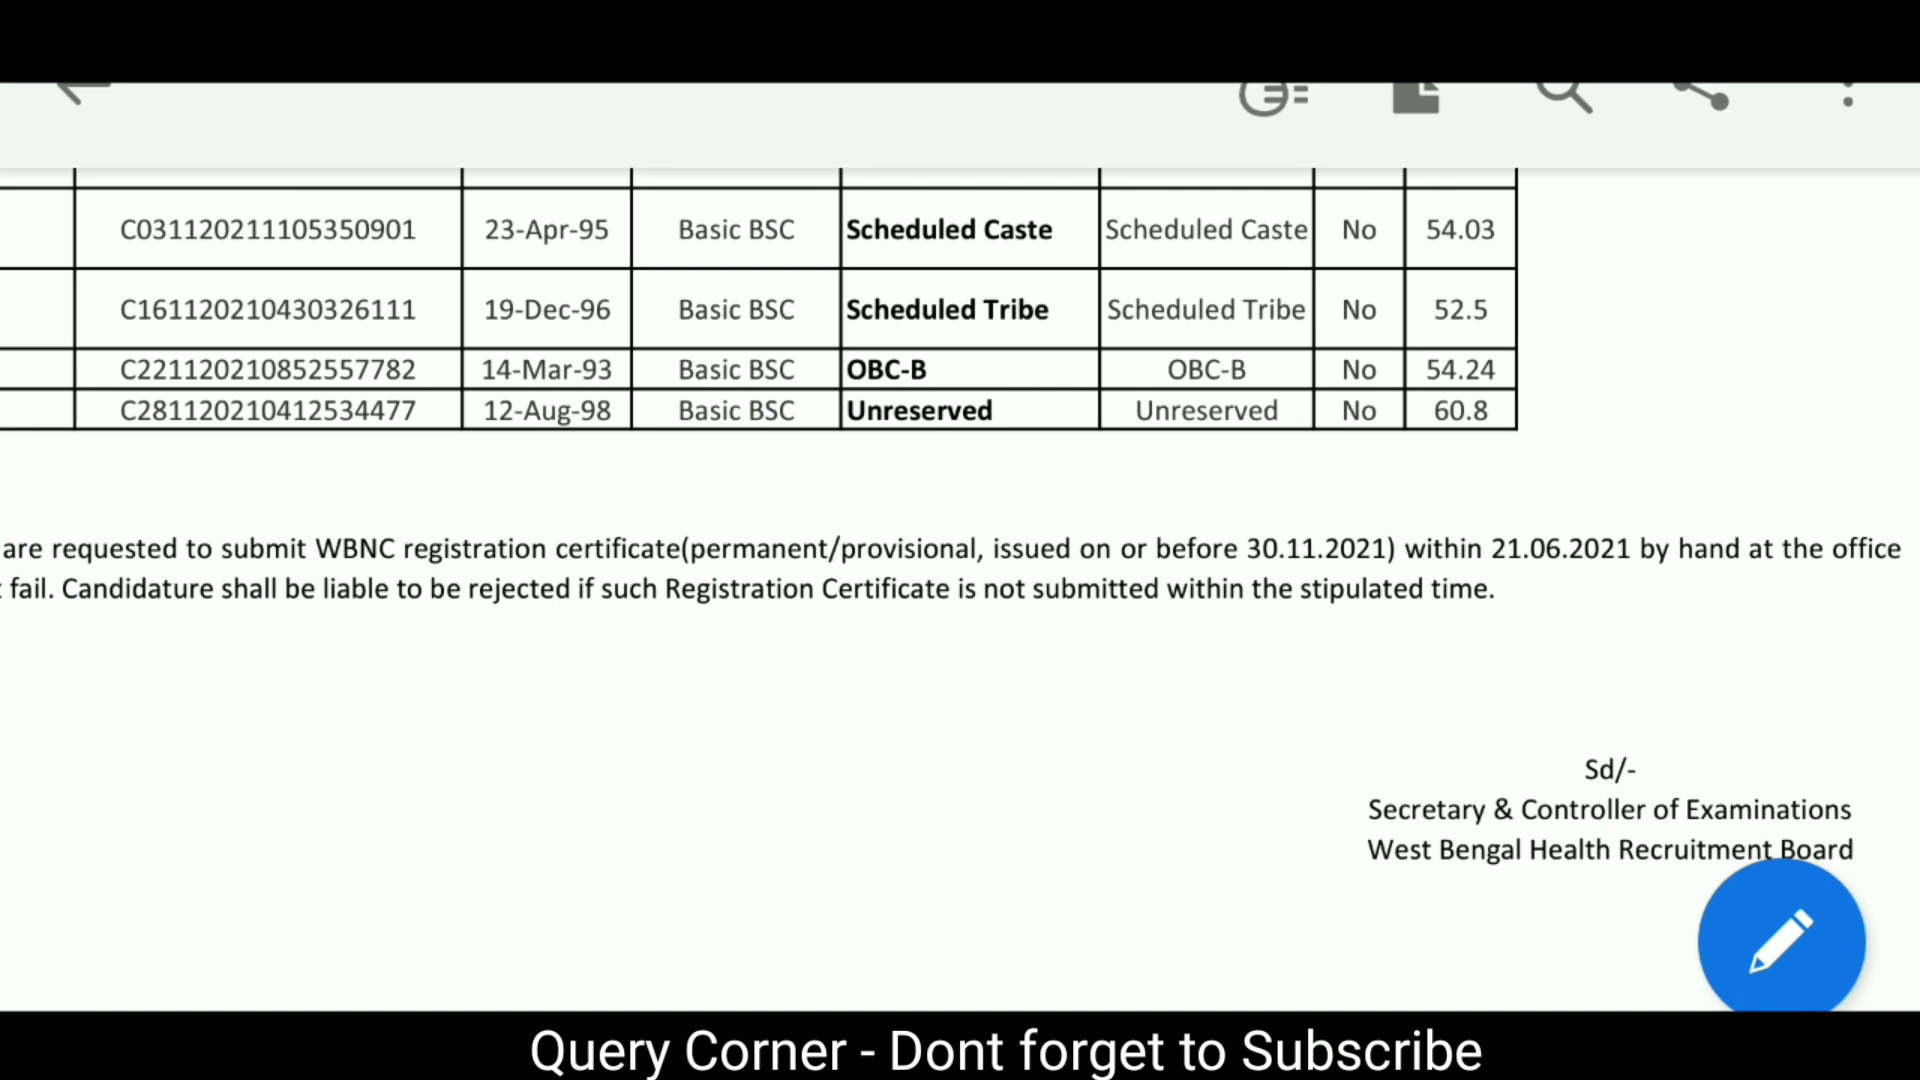 C031120211105350901 23-Apr-95 Basic BSC Scheduled Caste Scheduled Caste No 54.03
C161120210430326111 19-Dec-96 Basic BSC Scheduled Tribe Scheduled Tribe No 52.5
C221120210852557782 14-Mar-93 Basic BSC OBC-B OBC-B No 54.24
C281120210412534477 12-Aug-98 Basic BSC Unreserved Unreserved No 60.8
are requested to submit WBNC registration certificate(permanent/provisional, issued on or before 30.11.2021) within 21.06.2021 by hand at the office
fail. Candidature shall be liable to be rejected if such Registration Certificate is not submitted within the stipulated time.
Sd/-
Secretary & Controller of Examinations
West Bengal Health Recruitment Board
Query Corner - Dont forget to Subscribe